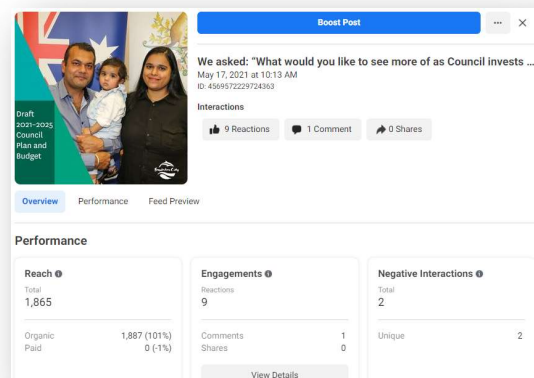 Boost Post
We asked: "What would you like to see more of as Council invests ...
May 17, 2021 at 10:13 AM
ID: 4569572229724363
Interactions
9 Reactions
1 Comment
0 Shares
Draft
2021-2025
Council
Plan and
Budget
Overview
Performance
Feed Preview
Performance
Reach
Total
1,865
Organic 1,887 (101%)
Paid 0 (-1%)
Engagements
Reactions
9
Comments 1
Shares 0
View Details
Negative Interactions
Total
2
Unique 2